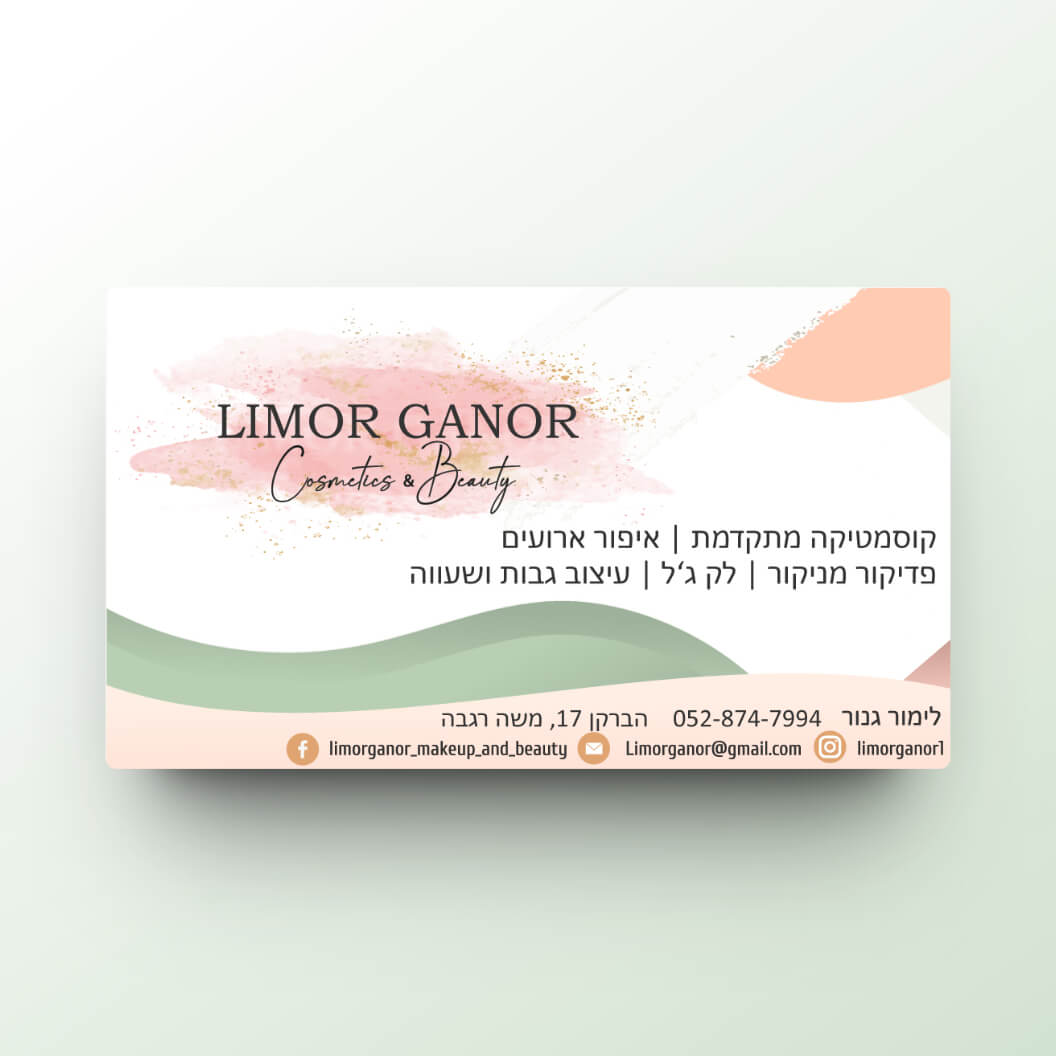 LIMOR GANOR
Cosmetics & Beauty
קוסמטיקה מתקדמת | איפור ארועים
פדיקור מניקור | לק ג'ל | עיצוב גבות ושעווה
לימור גנור 052-874-7994 הברקן 17, משה רגבה
limorganor_makeup_and_beauty Limorganor@gmail.com limorganor1